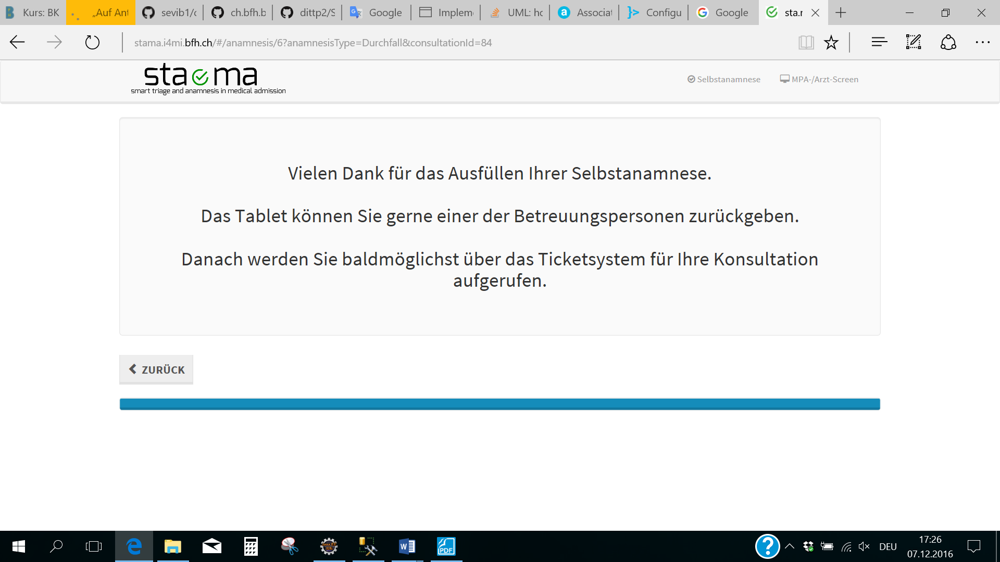 Kurs: BK
„Auf Ant
sevib1/
ch.bfh.b
dittp2/S
Google
Implem
UML: ho
Associat
Configu
Google
sta.
stama.i4mi.bfh.ch/#/anamnesis/6?anamnesisType=Durchfall&consultationId=84
sta ma
smart triage and anamnesis in medical admission
Selbstanamnese
MPA-/Arzt-Screen
Vielen Dank für das Ausfüllen Ihrer Selbstanamnese.
Das Tablet können Sie gerne einer der Betreuungspersonen zurückgeben.
Danach werden Sie baldmöglichst über das Ticketsystem für Ihre Konsultation
aufgerufen.
ZURÜCK
DEU
17:26
07.12.2016